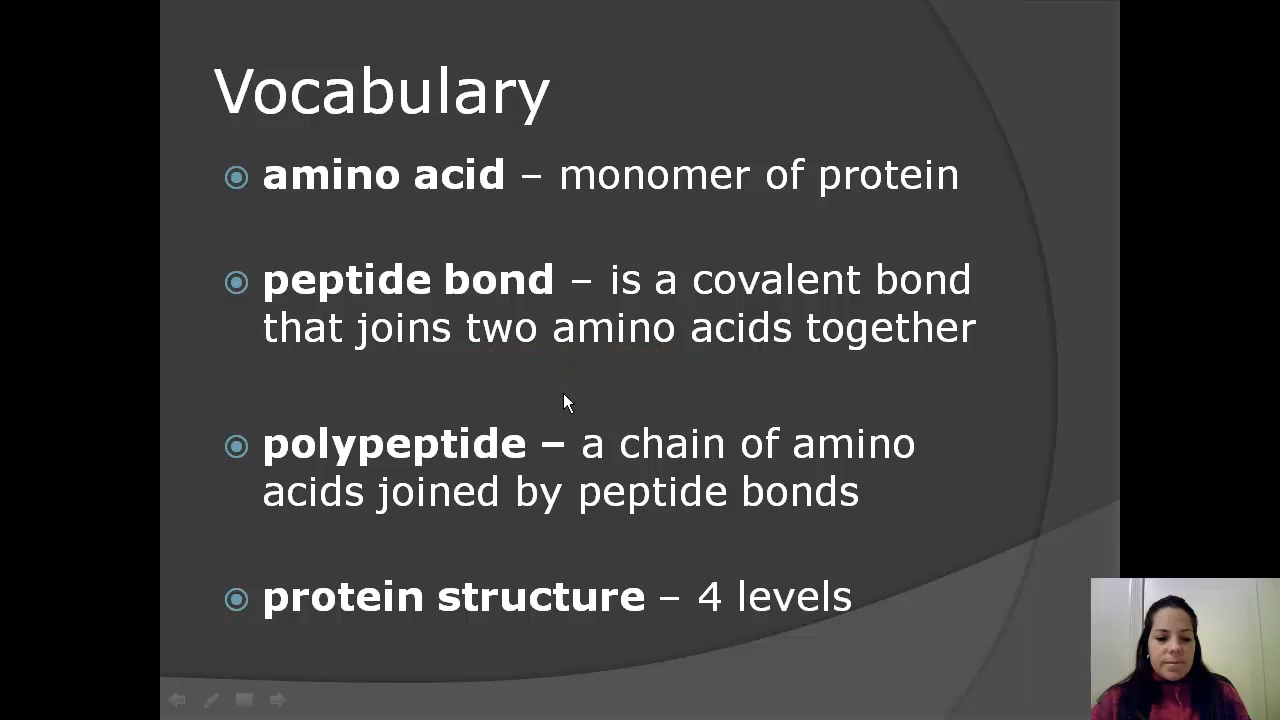 Vocabulary
amino acid – monomer of protein
peptide bond – is a covalent bond
that joins two amino acids together
polypeptide – a chain of amino
acids joined by peptide bonds
protein structure – 4 levels